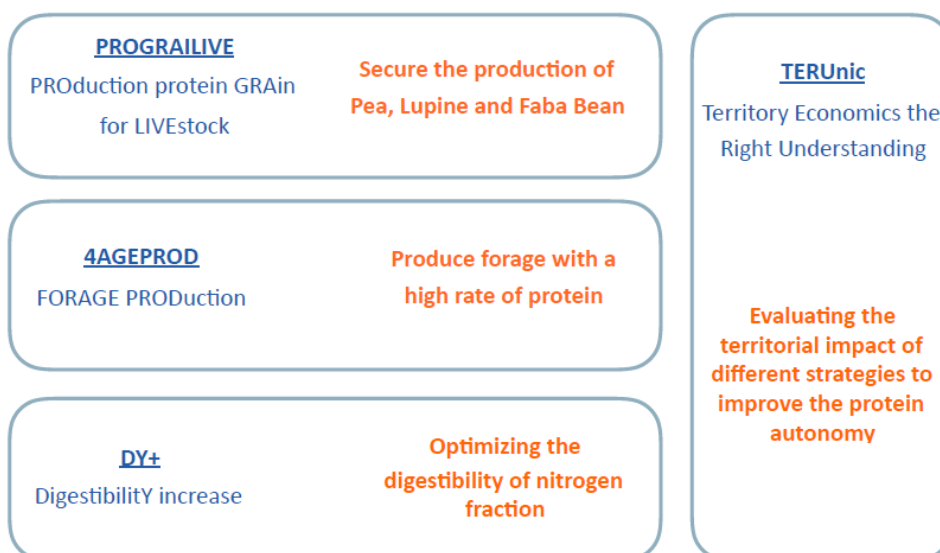 PROGRAILIVE
PROduction protein GRAin
for LIVEstock
Secure the production of
Pea, Lupine and Faba Bean
4AGEPROD
FORAGE PRODuction
Produce forage with a
high rate of protein
DY+
DigestibilitY increase
Optimizing the
digestibility of nitrogen
fraction
TERUnic
Territory Economics the
Right Understanding
Evaluating the
territorial impact of
different strategies to
improve the protein
autonomy